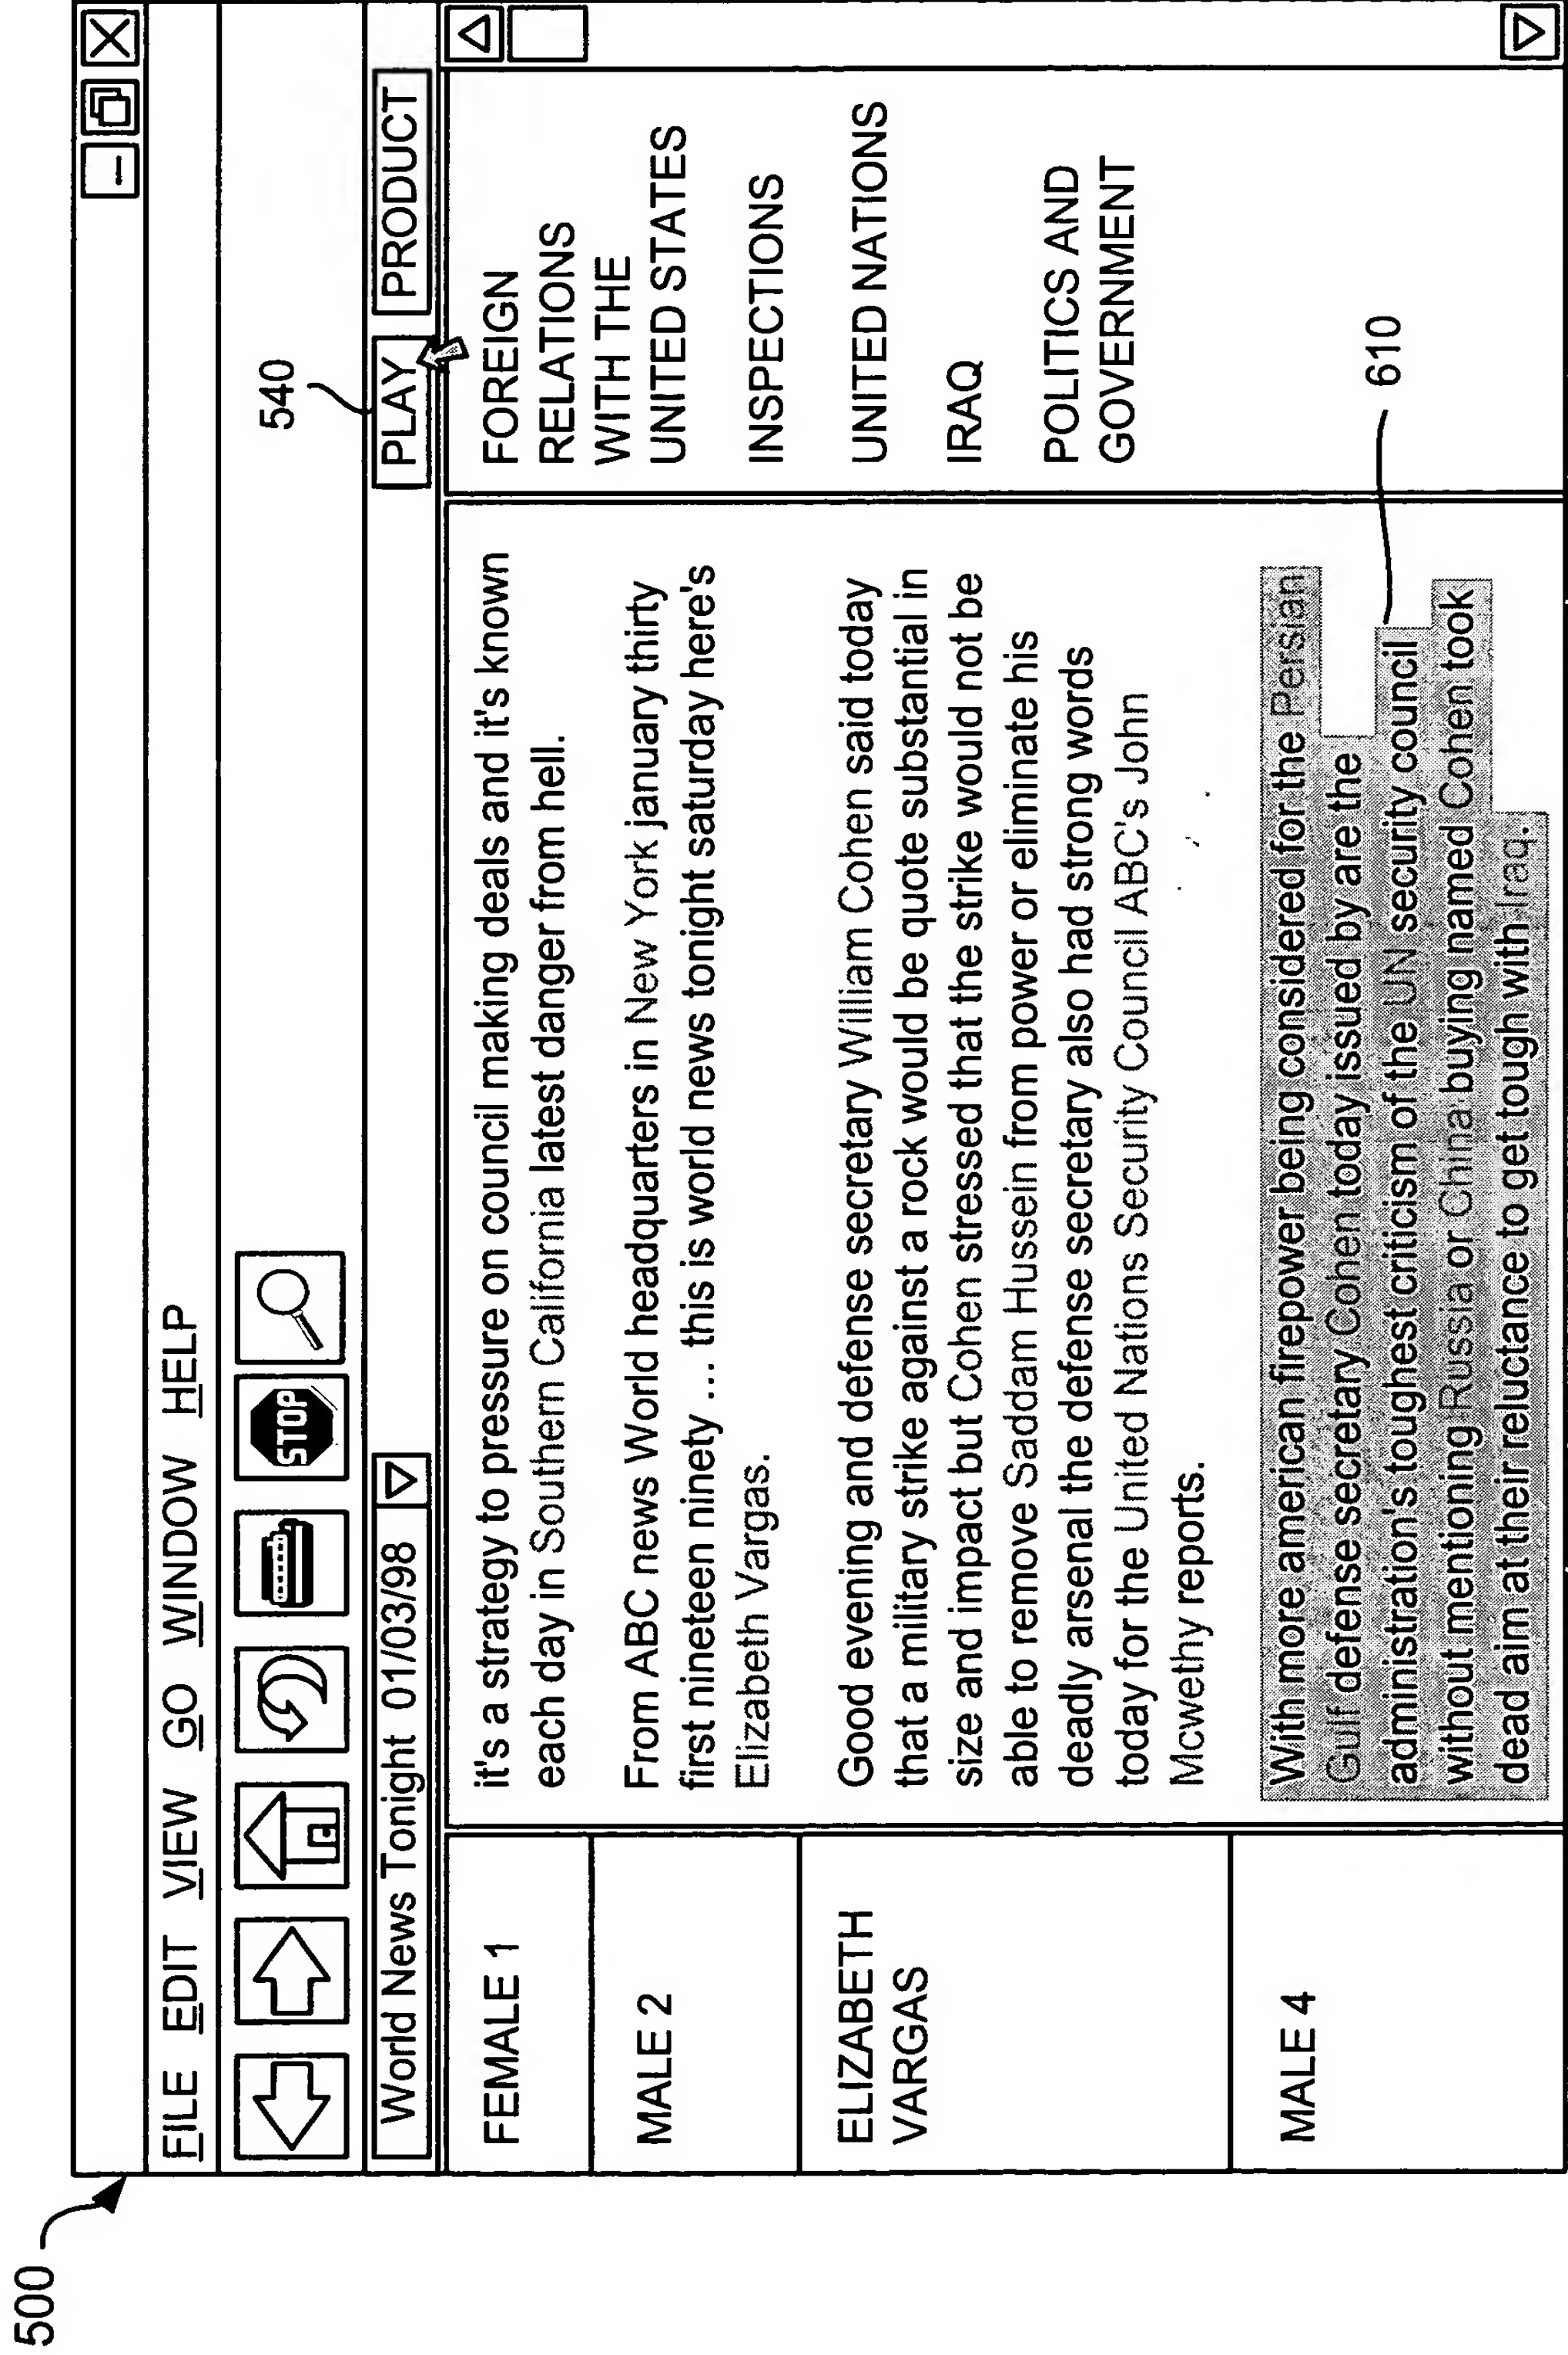 500
FILE EDIT VIEW GO WINDOW HELP
STOP
540
World News Tonight 01/03/98
PLAY
PRODUCT
FEMALE 1
it's a strategy to pressure on council making deals and it's known
each day in Southern California latest danger from hell.
MALE 2
From ABC news World headquarters in New York january thirty
first nineteen ninety ... this is world news tonight saturday here's
Elizabeth Vargas.
ELIZABETH
VARGAS
Good evening and defense secretary William Cohen said today
that a military strike against a rock would be quote substantial in
size and impact but Cohen stressed that the strike would not be
able to remove Saddam Hussein from power or eliminate his
deadly arsenal the defense secretary also had strong words
today for the United Nations Security Council ABC's John
Mcwethy reports.
MALE 4
With more american firepower being considered for the Persian
Gulf defense secretary Cohen today issued by are the
administration's toughest criticism of the UN security council
without mentioning Russia or China buying named Cohen took
dead aim at their reluctance to get tough with Iraq.
FOREIGN
RELATIONS
WITH THE
UNITED STATES
INSPECTIONS
UNITED NATIONS
IRAQ
POLITICS AND
GOVERNMENT
610